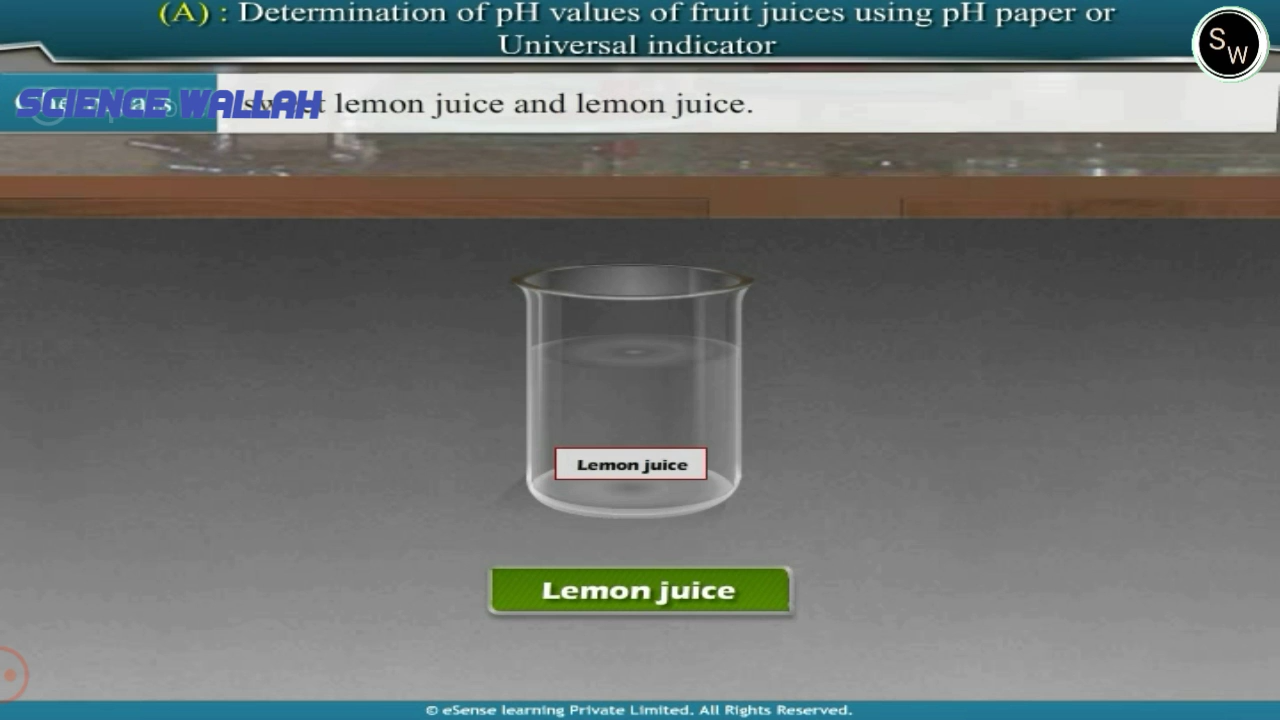 (A) : Determination of pH values of fruit juices using pH paper or
Universal indicator
SW
SCIENCE WALLAH
lemon juice and lemon juice.
Lemon juice
Lemon juice
© eSense learning Private Limited. All Rights Reserved.